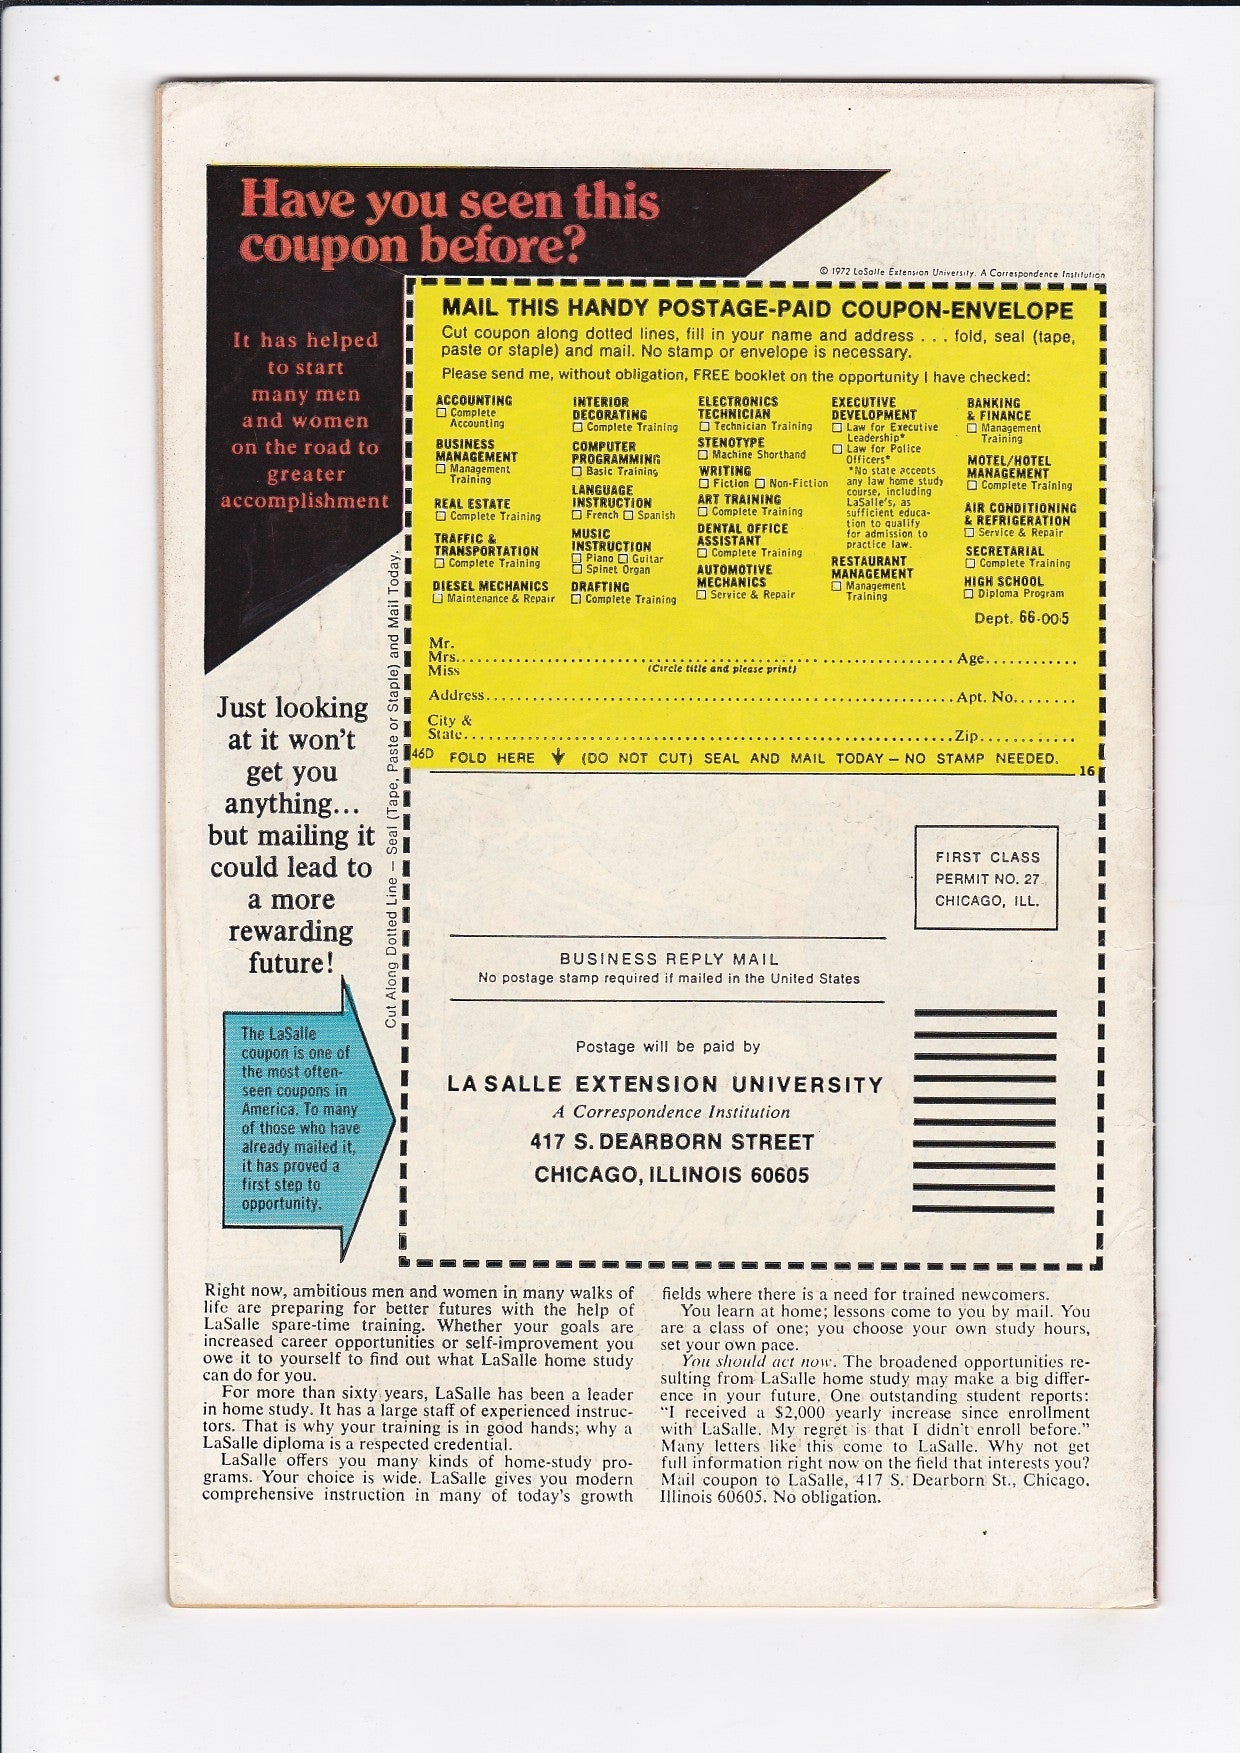 Have you seen this
coupon before?
It has helped
to start
many men
and women
on the road to
greater
accomplishment
© 1972 LaSalle Extension University. A Correspondence Institution
MAIL THIS HANDY POSTAGE-PAID COUPON-ENVELOPE
Cut coupon along dotted lines, fill in your name and address . . . fold, seal (tape,
paste or staple) and mail. No stamp or envelope is necessary.
Please send me, without obligation, FREE booklet on the opportunity I have checked:
ACCOUNTING
☐ Complete
Accounting
BUSINESS
MANAGEMENT
☐ Management
Training
REAL ESTATE
☐ Complete Training
TRAFFIC &
TRANSPORTATION
☐ Complete Training
DIESEL MECHANICS
☐ Maintenance & Repair
INTERIOR
DECORATING
☐ Complete Training
COMPUTER
PROGRAMMING
☐ Basic Training
LANGUAGE
INSTRUCTION
☐ French ☐ Spanish
MUSIC
INSTRUCTION
☐ Piano ☐ Guitar
☐ Spinet Organ
DRAFTING
☐ Complete Training
ELECTRONICS
TECHNICIAN
☐ Technician Training
STENOTYPE
☐ Machine Shorthand
WRITING
☐ Fiction ☐ Non-Fiction
ART TRAINING
☐ Complete Training
DENTAL OFFICE
ASSISTANT
☐ Complete Training
AUTOMOTIVE
MECHANICS
☐ Service & Repair
EXECUTIVE
DEVELOPMENT
☐ Law for Executive
Leadership*
☐ Law for Police
Officers*
*No state accepts
any law home study
course, including
LaSalle's, as
sufficient educa-
tion to qualify
for admission to
practice law.
RESTAURANT
MANAGEMENT
☐ Management
Training
BANKING
& FINANCE
☐ Management
Training
MOTEL/HOTEL
MANAGEMENT
☐ Complete Training
AIR CONDITIONING
& REFRIGERATION
☐ Service & Repair
SECRETARIAL
☐ Complete Training
HIGH SCHOOL
☐ Diploma Program
Dept. 66-005
Mr.
Mrs. Age
Miss (Circle title and please print)
Address Apt. No.
City &
State Zip
46D FOLD HERE (DO NOT CUT) SEAL AND MAIL TODAY – NO STAMP NEEDED.
16
Cut Along Dotted Line — Seal (Tape, Paste or Staple) and Mail Today.
Just looking
at it won't
get you
anything...
but mailing it
could lead to
a more
rewarding
future!
The LaSalle
coupon is one of
the most often-
seen coupons in
America. To many
of those who have
already mailed it,
it has proved a
first step to
opportunity.
FIRST CLASS
PERMIT NO. 27
CHICAGO, ILL.
BUSINESS REPLY MAIL
No postage stamp required if mailed in the United States
Postage will be paid by
LA SALLE EXTENSION UNIVERSITY
A Correspondence Institution
417 S. DEARBORN STREET
CHICAGO, ILLINOIS 60605
Right now, ambitious men and women in many walks of
life are preparing for better futures with the help of
LaSalle spare-time training. Whether your goals are
increased career opportunities or self-improvement you
owe it to yourself to find out what LaSalle home study
can do for you.
For more than sixty years, LaSalle has been a leader
in home study. It has a large staff of experienced instruc-
tors. That is why your training is in good hands; why a
LaSalle diploma is a respected credential.
LaSalle offers you many kinds of home-study pro-
grams. Your choice is wide. LaSalle gives you modern
comprehensive instruction in many of today's growth
fields where there is a need for trained newcomers.
You learn at home; lessons come to you by mail. You
are a class of one; you choose your own study hours,
set your own pace.
You should act now. The broadened opportunities re-
sulting from LaSalle home study may make a big differ-
ence in your future. One outstanding student reports:
"I received a $2,000 yearly increase since enrollment
with LaSalle. My regret is that I didn't enroll before."
Many letters like this come to LaSalle. Why not get
full information right now on the field that interests you?
Mail coupon to LaSalle, 417 S. Dearborn St., Chicago,
Illinois 60605. No obligation.